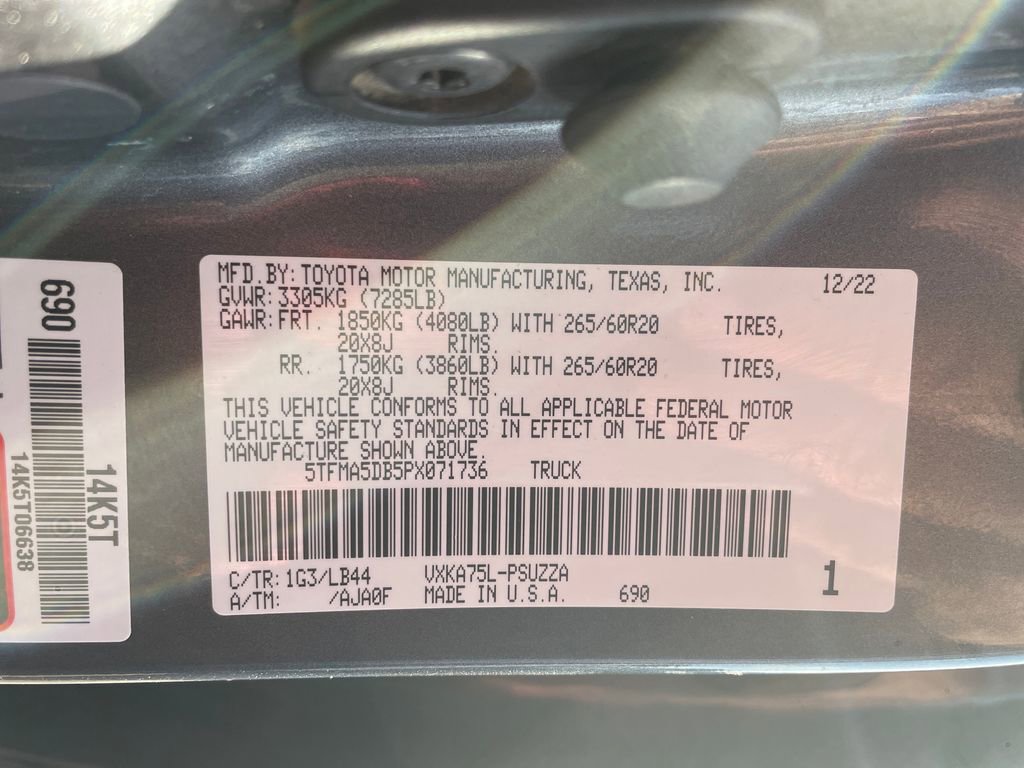 690
14K5T
14K5T06638
MFD.BY: TOYOTA MOTOR MANUFACTURING, TEXAS, INC. 12/22
GVWR: 3305KG (7285LB)
GAWR: FRT. 1850KG (4080LB) WITH 265/60R20 TIRES,
20X8J RIMS.
RR. 1750KG (3860LB) WITH 265/60R20 TIRES,
20X8J RIMS.
THIS VEHICLE CONFORMS TO ALL APPLICABLE FEDERAL MOTOR
VEHICLE SAFETY STANDARDS IN EFFECT ON THE DATE OF
MANUFACTURE SHOWN ABOVE.
5TFMA5DB5PX071736 TRUCK
C/TR: 1G3/LB44 VXKA75L-PSUZZA
A/TM: /AJA0F MADE IN U.S.A. 690
1